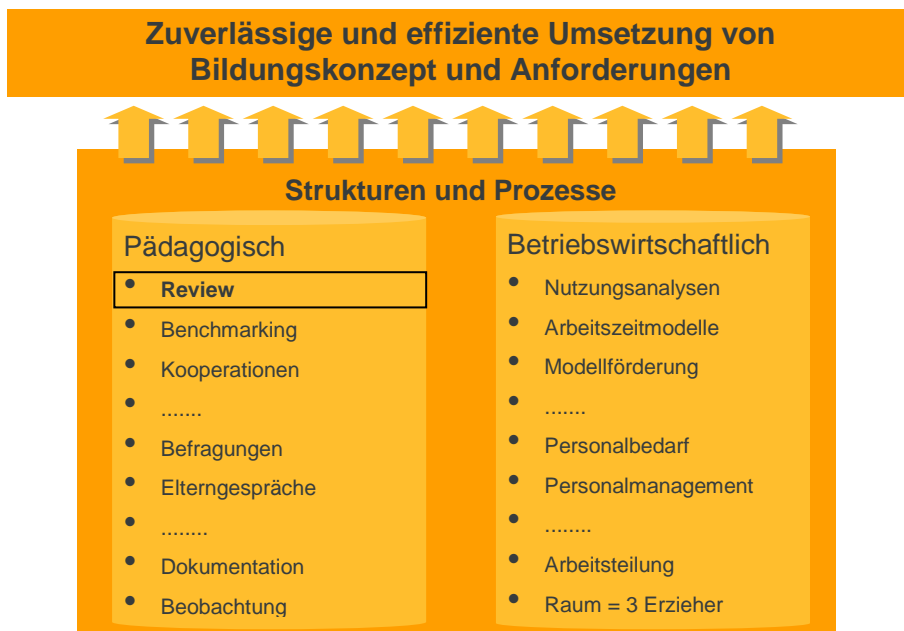 Zuverlässige und effiziente Umsetzung von
Bildungskonzept und Anforderungen
Strukturen und Prozesse
Pädagogisch
• Review
• Benchmarking
• Kooperationen
• .......
• Befragungen
• Elterngespräche
• ........
• Dokumentation
• Beobachtung
Betriebswirtschaftlich
• Nutzungsanalysen
• Arbeitszeitmodelle
• Modellförderung
• .......
• Personalbedarf
• Personalmanagement
• ........
• Arbeitsteilung
• Raum = 3 Erzieher